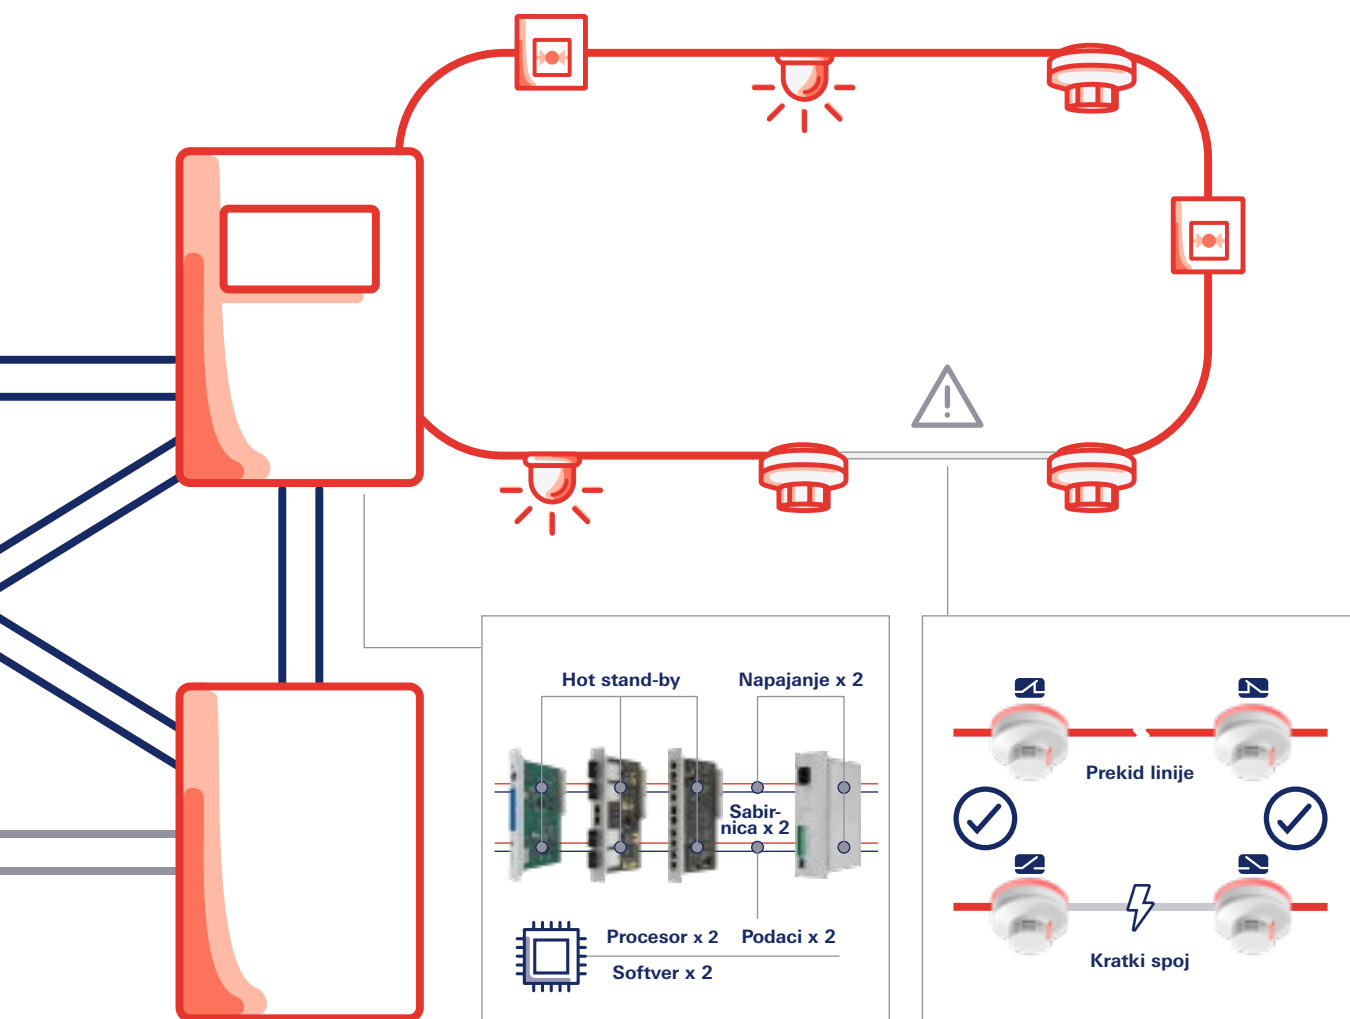 Hot stand-by
Napajanje x 2
Sabir-
nica x 2
Procesor x 2
Podaci x 2
Softver x 2
Prekid linije
Kratki spoj